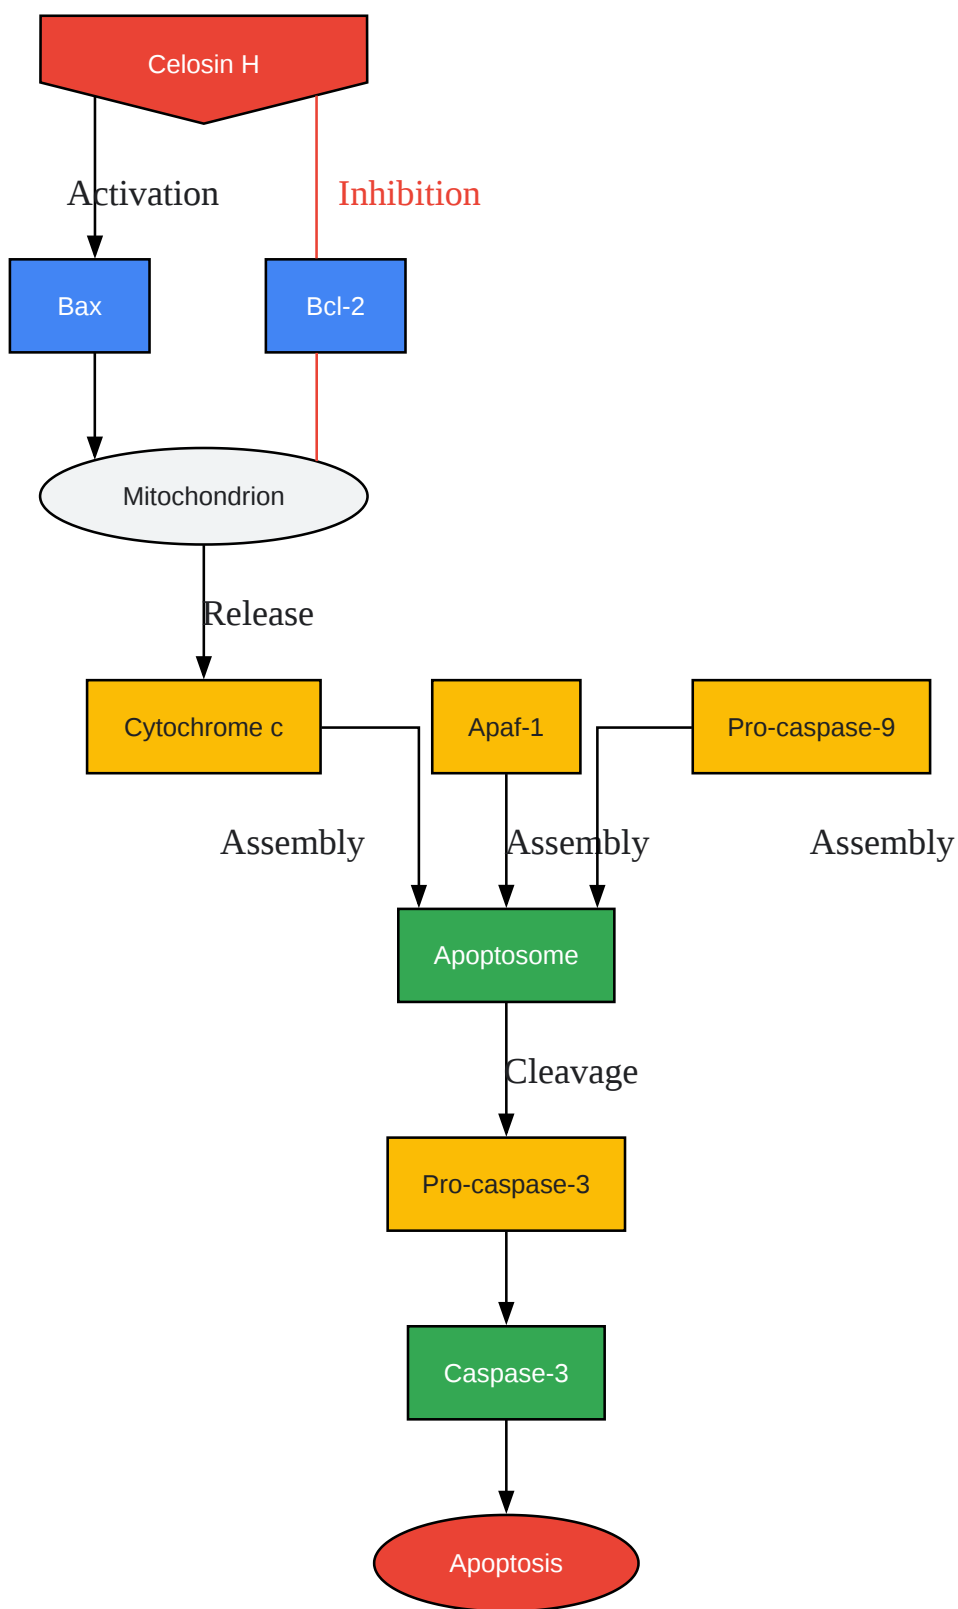 Celosin H
Activation
Inhibition
Bax
Bcl-2
Mitochondrion
Release
Cytochrome c
Apaf-1
Pro-caspase-9
Assembly
Assembly
Assembly
Apoptosome
Cleavage
Pro-caspase-3
Caspase-3
Apoptosis